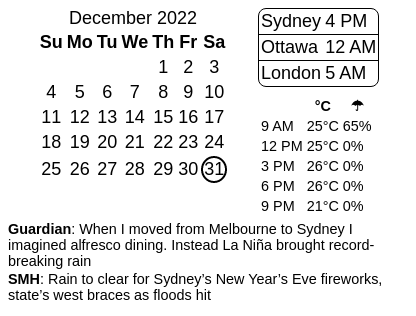 December 2022
Su Mo Tu We Th Fr Sa
1 2 3
4 5 6 7 8 9 10
11 12 13 14 15 16 17
18 19 20 21 22 23 24
25 26 27 28 29 30 31
Sydney 4 PM
Ottawa 12 AM
London 5 AM
°C ☂
9 AM 25°C 65%
12 PM 25°C 0%
3 PM 26°C 0%
6 PM 26°C 0%
9 PM 21°C 0%
Guardian: When I moved from Melbourne to Sydney I
imagined alfresco dining. Instead La Niña brought record-
breaking rain
SMH: Rain to clear for Sydney’s New Year’s Eve fireworks,
state’s west braces as floods hit